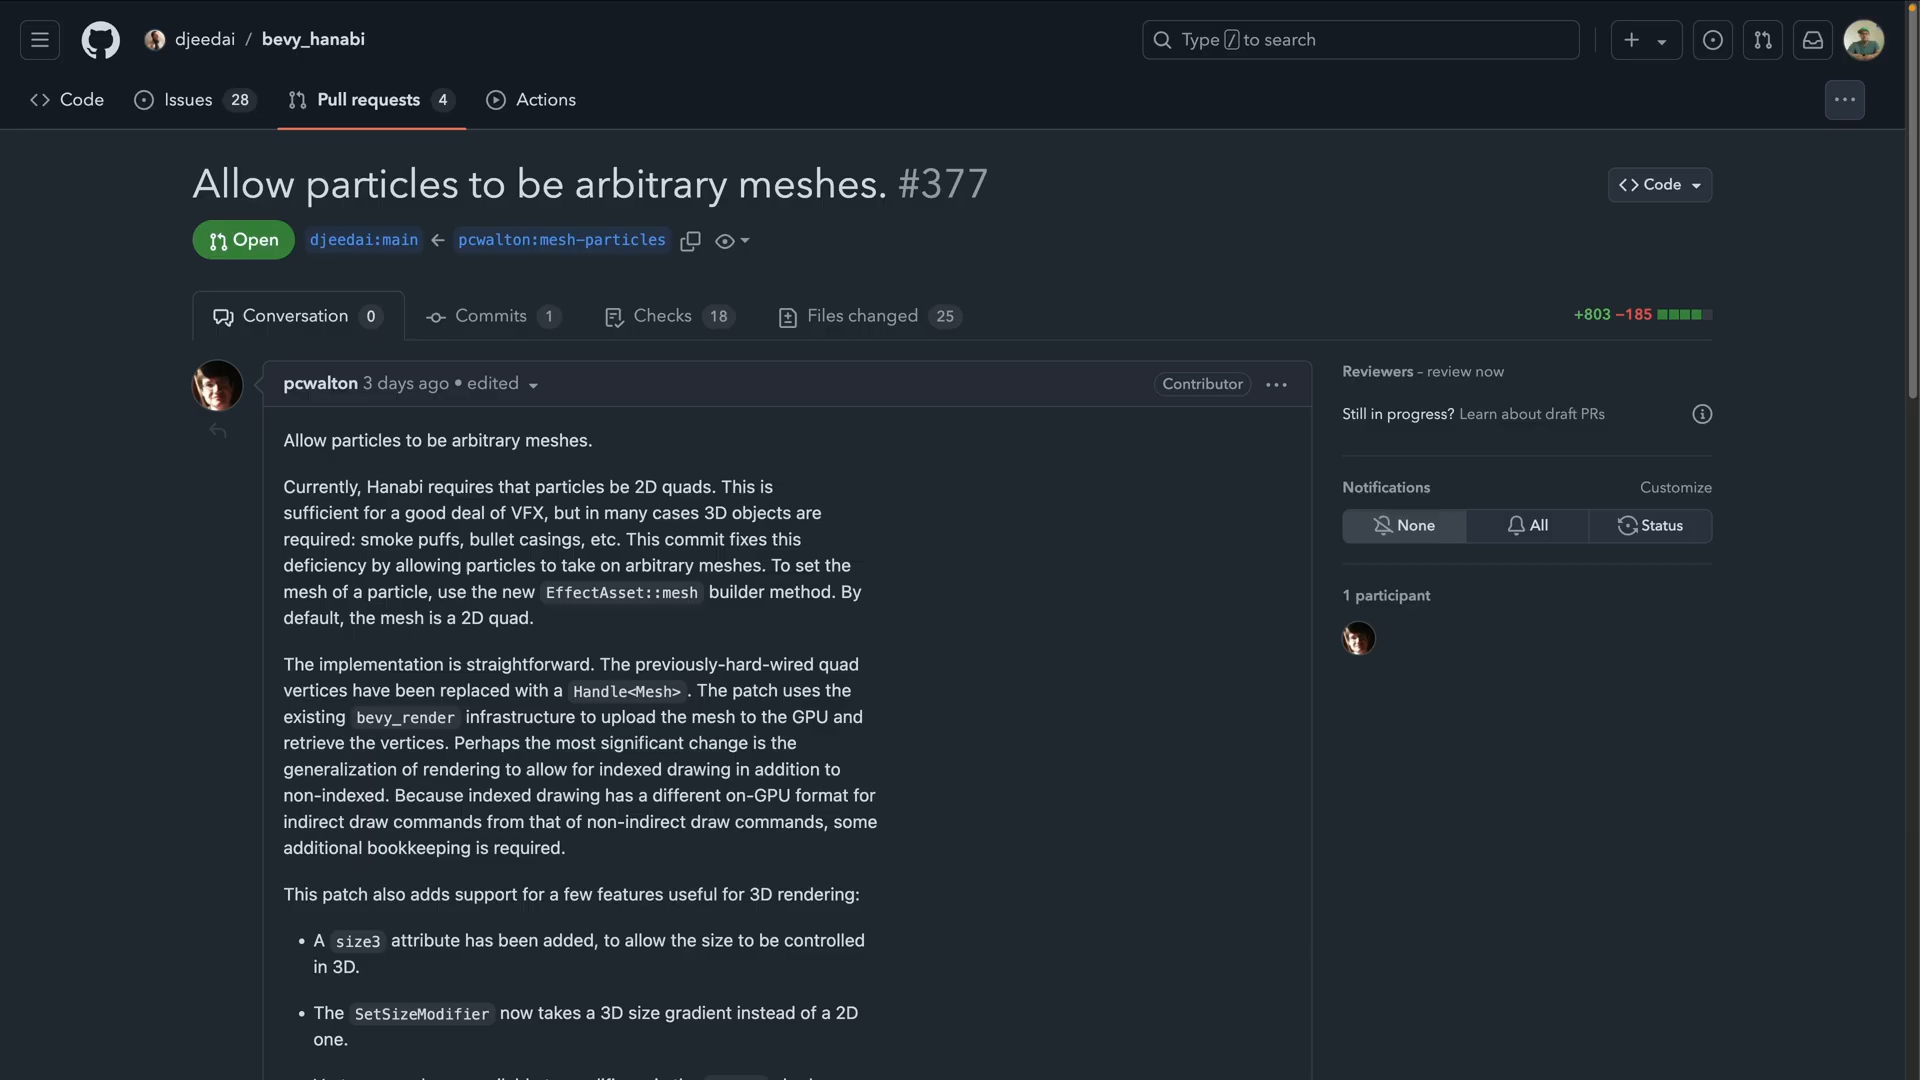 djeedai / bevy_hanabi
Type / to search
Code
Issues 28
Pull requests 4
Actions
Allow particles to be arbitrary meshes. #377
Code
Open
djeedai:main ← pcwalton:mesh-particles
Conversation 0
Commits 1
Checks 18
Files changed 25
+803 −185
pcwalton 3 days ago • edited
Contributor
Allow particles to be arbitrary meshes.
Currently, Hanabi requires that particles be 2D quads. This is
sufficient for a good deal of VFX, but in many cases 3D objects are
required: smoke puffs, bullet casings, etc. This commit fixes this
deficiency by allowing particles to take on arbitrary meshes. To set the
mesh of a particle, use the new EffectAsset::mesh builder method. By
default, the mesh is a 2D quad.
The implementation is straightforward. The previously-hard-wired quad
vertices have been replaced with a Handle<Mesh>. The patch uses the
existing bevy_render infrastructure to upload the mesh to the GPU and
retrieve the vertices. Perhaps the most significant change is the
generalization of rendering to allow for indexed drawing in addition to
non-indexed. Because indexed drawing has a different on-GPU format for
indirect draw commands from that of non-indirect draw commands, some
additional bookkeeping is required.
This patch also adds support for a few features useful for 3D rendering:
• A size3 attribute has been added, to allow the size to be controlled
in 3D.
• The SetSizeModifier now takes a 3D size gradient instead of a 2D
one.
Reviewers – review now
Still in progress? Learn about draft PRs
Notifications
Customize
None
All
Status
1 participant